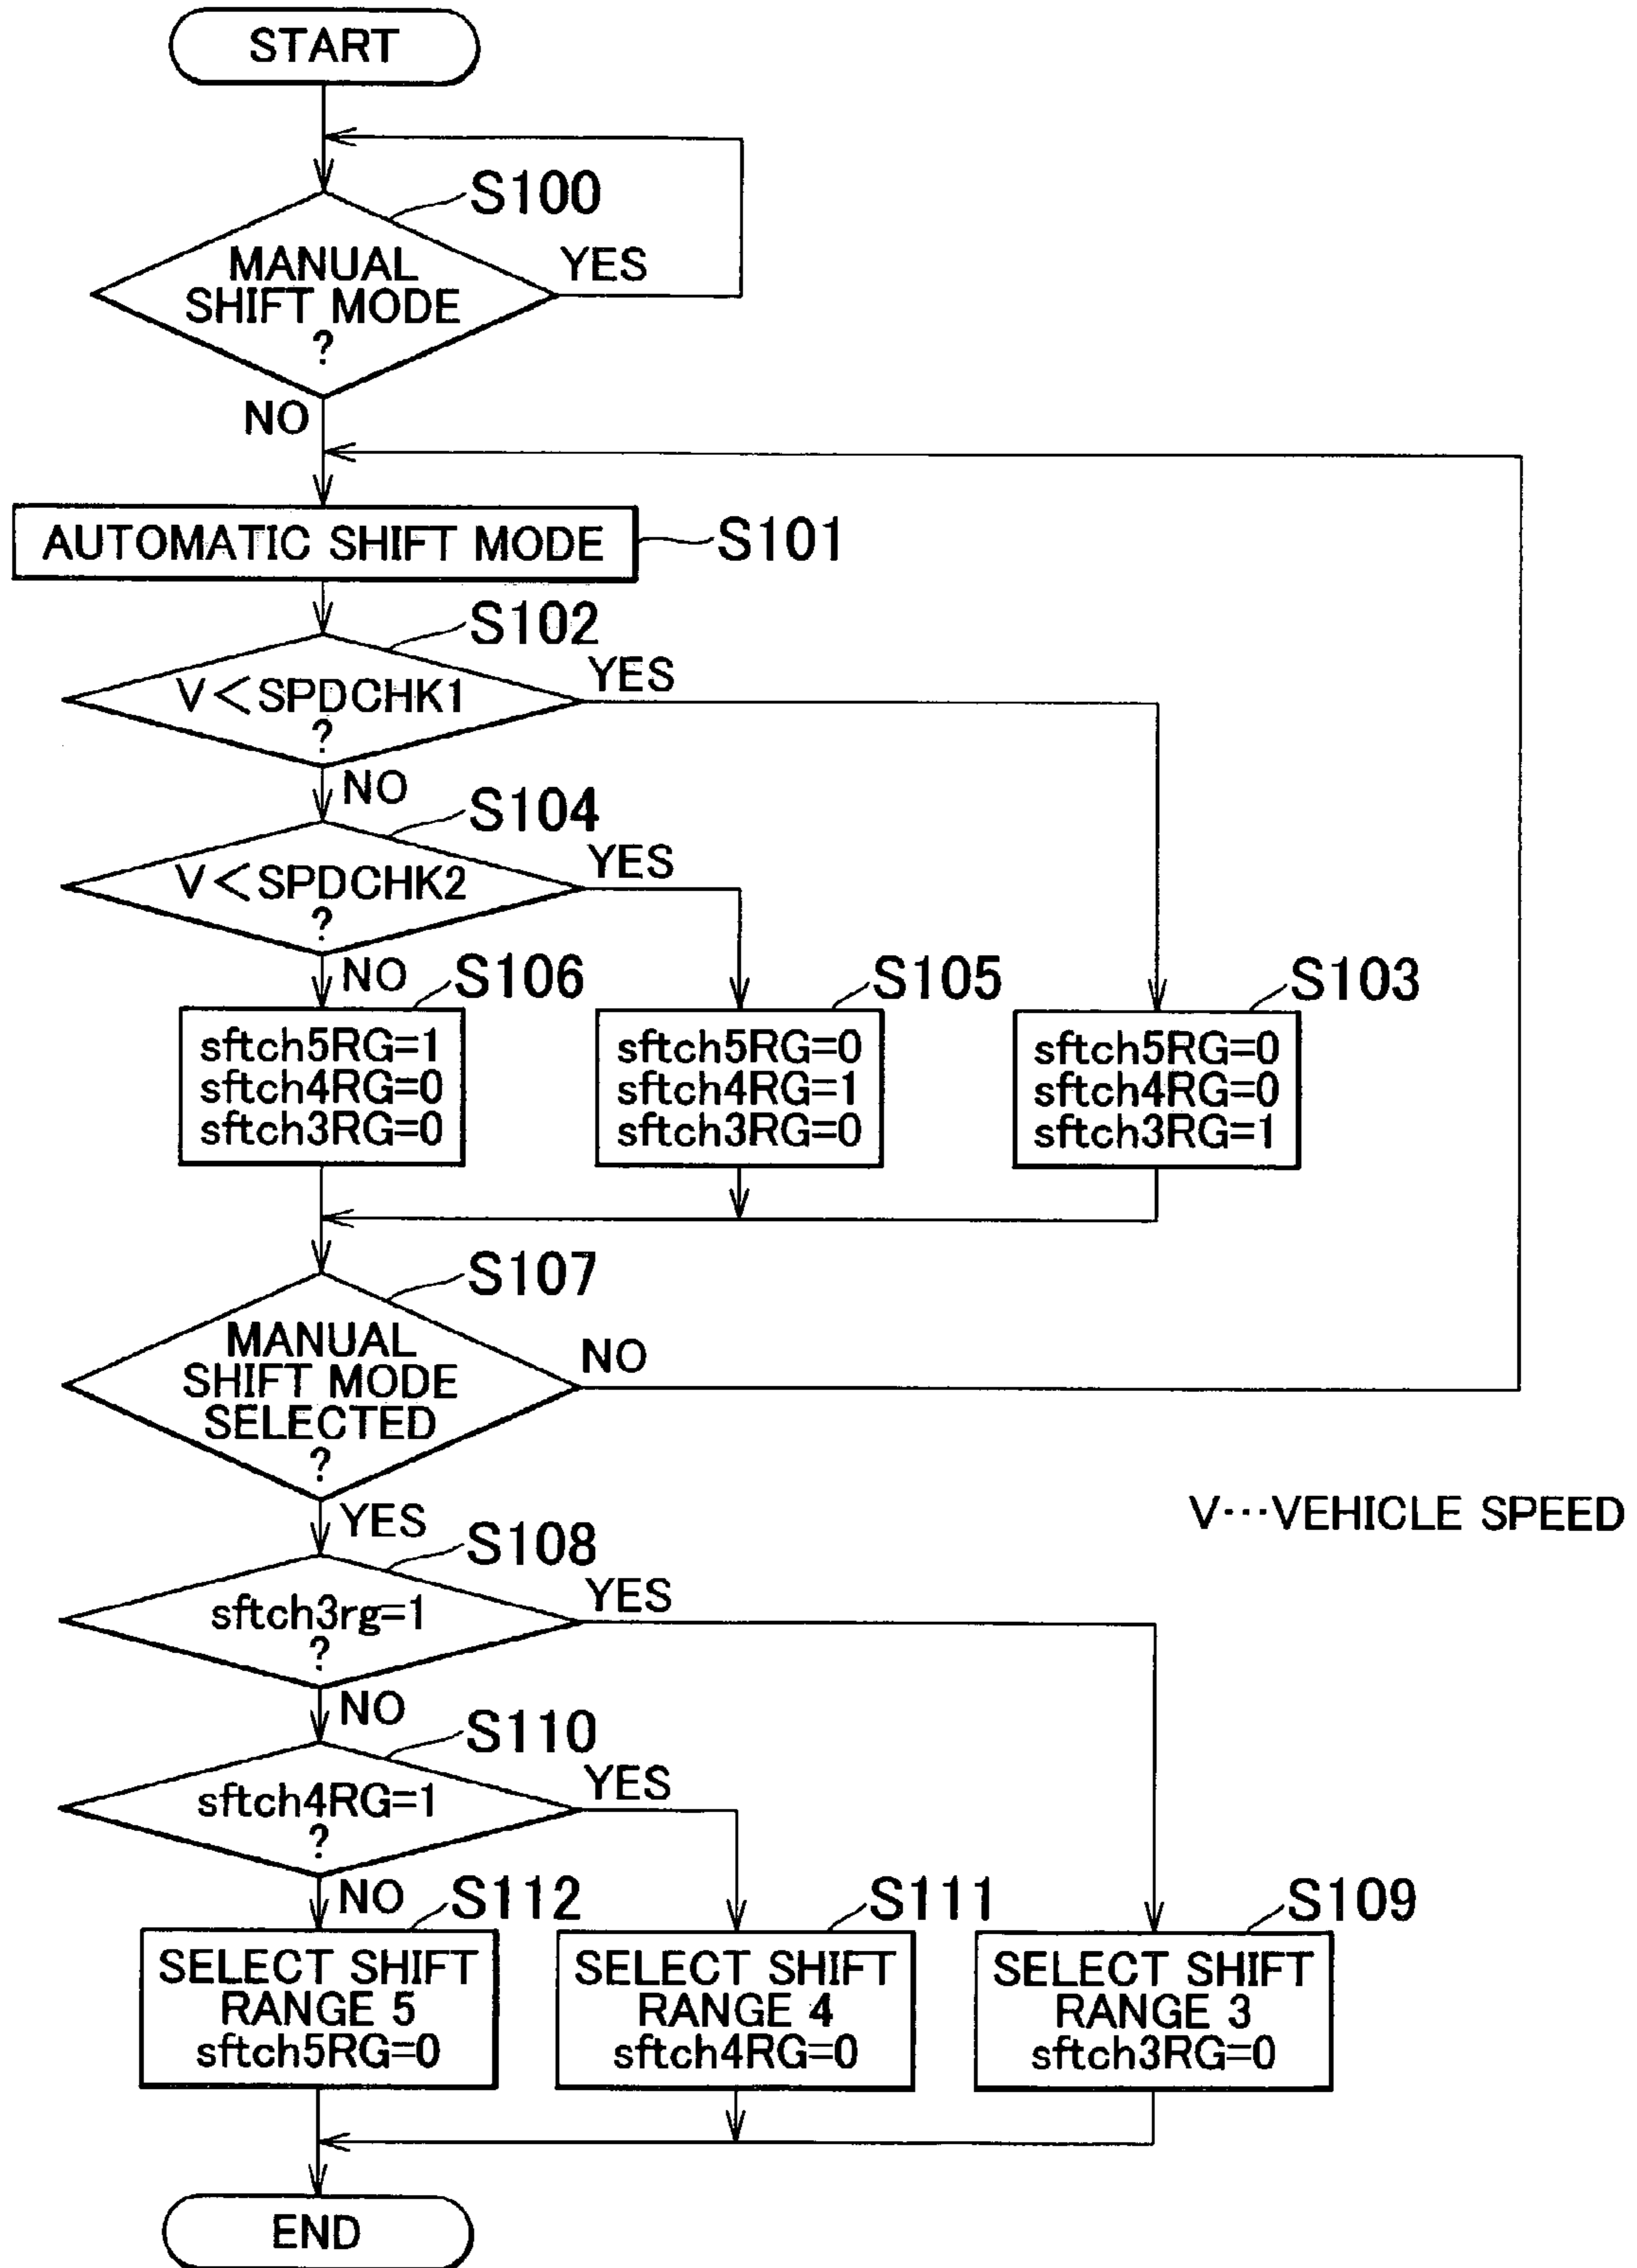 START
S100
MANUAL
SHIFT MODE
?
YES
NO
AUTOMATIC SHIFT MODE
S101
S102
V<SPDCHK1
?
YES
NO
S104
V<SPDCHK2
?
YES
NO
S106
S105
S103
sftch5RG=1
sftch4RG=0
sftch3RG=0
sftch5RG=0
sftch4RG=1
sftch3RG=0
sftch5RG=0
sftch4RG=0
sftch3RG=1
S107
MANUAL
SHIFT MODE
SELECTED
?
NO
YES
V···VEHICLE SPEED
S108
sftch3rg=1
?
YES
NO
S110
sftch4RG=1
?
YES
NO
S112
S111
S109
SELECT SHIFT
RANGE 5
sftch5RG=0
SELECT SHIFT
RANGE 4
sftch4RG=0
SELECT SHIFT
RANGE 3
sftch3RG=0
END